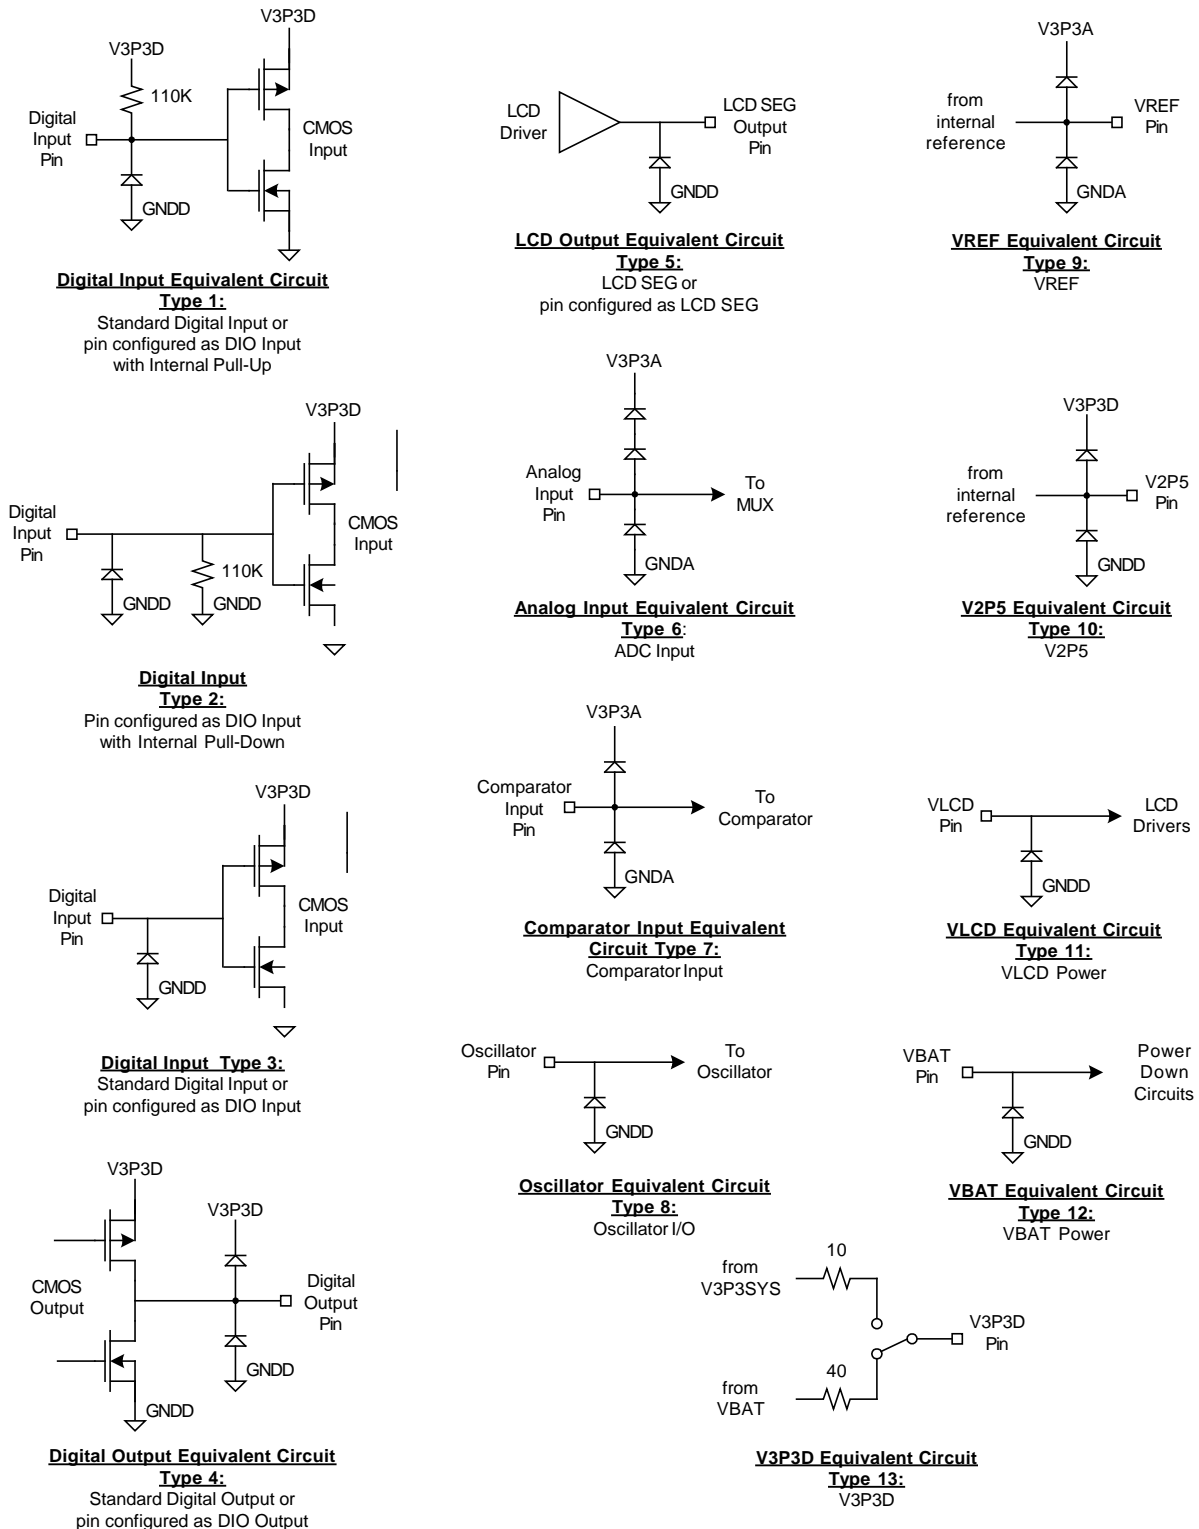 V3P3D
V3P3D
110K
Digital
Input
Pin
CMOS
Input
GNDD
Digital Input Equivalent Circuit
Type 1:
Standard Digital Input or
pin configured as DIO Input
with Internal Pull-Up
V3P3D
Digital
Input
Pin
CMOS
Input
110K
GNDD
GNDD
Digital Input
Type 2:
Pin configured as DIO Input
with Internal Pull-Down
V3P3D
Digital
Input
Pin
CMOS
Input
GNDD
Digital Input Type 3:
Standard Digital Input or
pin configured as DIO Input
V3P3D
V3P3D
CMOS
Output
Digital
Output
Pin
GNDD
GNDD
Digital Output Equivalent Circuit
Type 4:
Standard Digital Output or
pin configured as DIO Output
LCD
Driver
LCD SEG
Output
Pin
GNDD
LCD Output Equivalent Circuit
Type 5:
LCD SEG or
pin configured as LCD SEG
V3P3A
Analog
Input
Pin
To
MUX
GNDA
Analog Input Equivalent Circuit
Type 6:
ADC Input
V3P3A
Comparator
Input
Pin
To
Comparator
GNDA
Comparator Input Equivalent
Circuit Type 7:
Comparator Input
Oscillator
Pin
To
Oscillator
GNDD
Oscillator Equivalent Circuit
Type 8:
Oscillator I/O
V3P3A
from
internal
reference
VREF
Pin
GNDA
VREF Equivalent Circuit
Type 9:
VREF
V3P3D
from
internal
reference
V2P5
Pin
GNDD
V2P5 Equivalent Circuit
Type 10:
V2P5
VLCD
Pin
LCD
Drivers
GNDD
VLCD Equivalent Circuit
Type 11:
VLCD Power
VBAT
Pin
Power
Down
Circuits
GNDD
VBAT Equivalent Circuit
Type 12:
VBAT Power
10
from
V3P3SYS
V3P3D
Pin
40
from
VBAT
V3P3D Equivalent Circuit
Type 13:
V3P3D